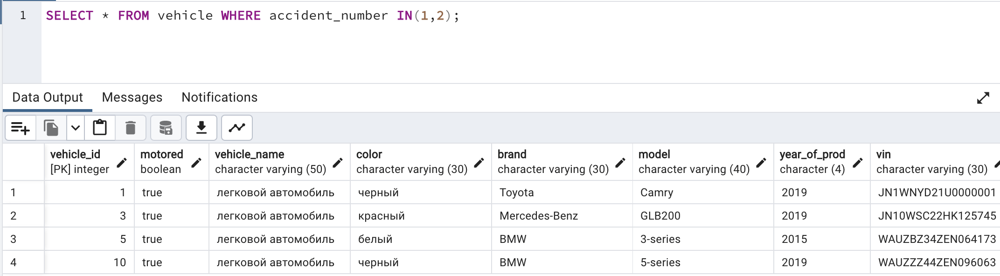 1 SELECT * FROM vehicle WHERE accident_number IN(1,2);
Data Output Messages Notifications
vehicle_id motored vehicle_name color brand model year_of_prod vin
[PK] integer boolean character varying (50) character varying (30) character varying (30) character varying (40) character (4) character varying (30)
1 1 true легковой автомобиль черный Toyota Camry 2019 JN1WNYD21U0000001
2 3 true легковой автомобиль красный Mercedes-Benz GLB200 2019 JN10WSC22HK125745
3 5 true легковой автомобиль белый BMW 3-series 2015 WAUZBZ34ZEN064173
4 10 true легковой автомобиль черный BMW 5-series 2019 WAUZZZ44ZEN096063